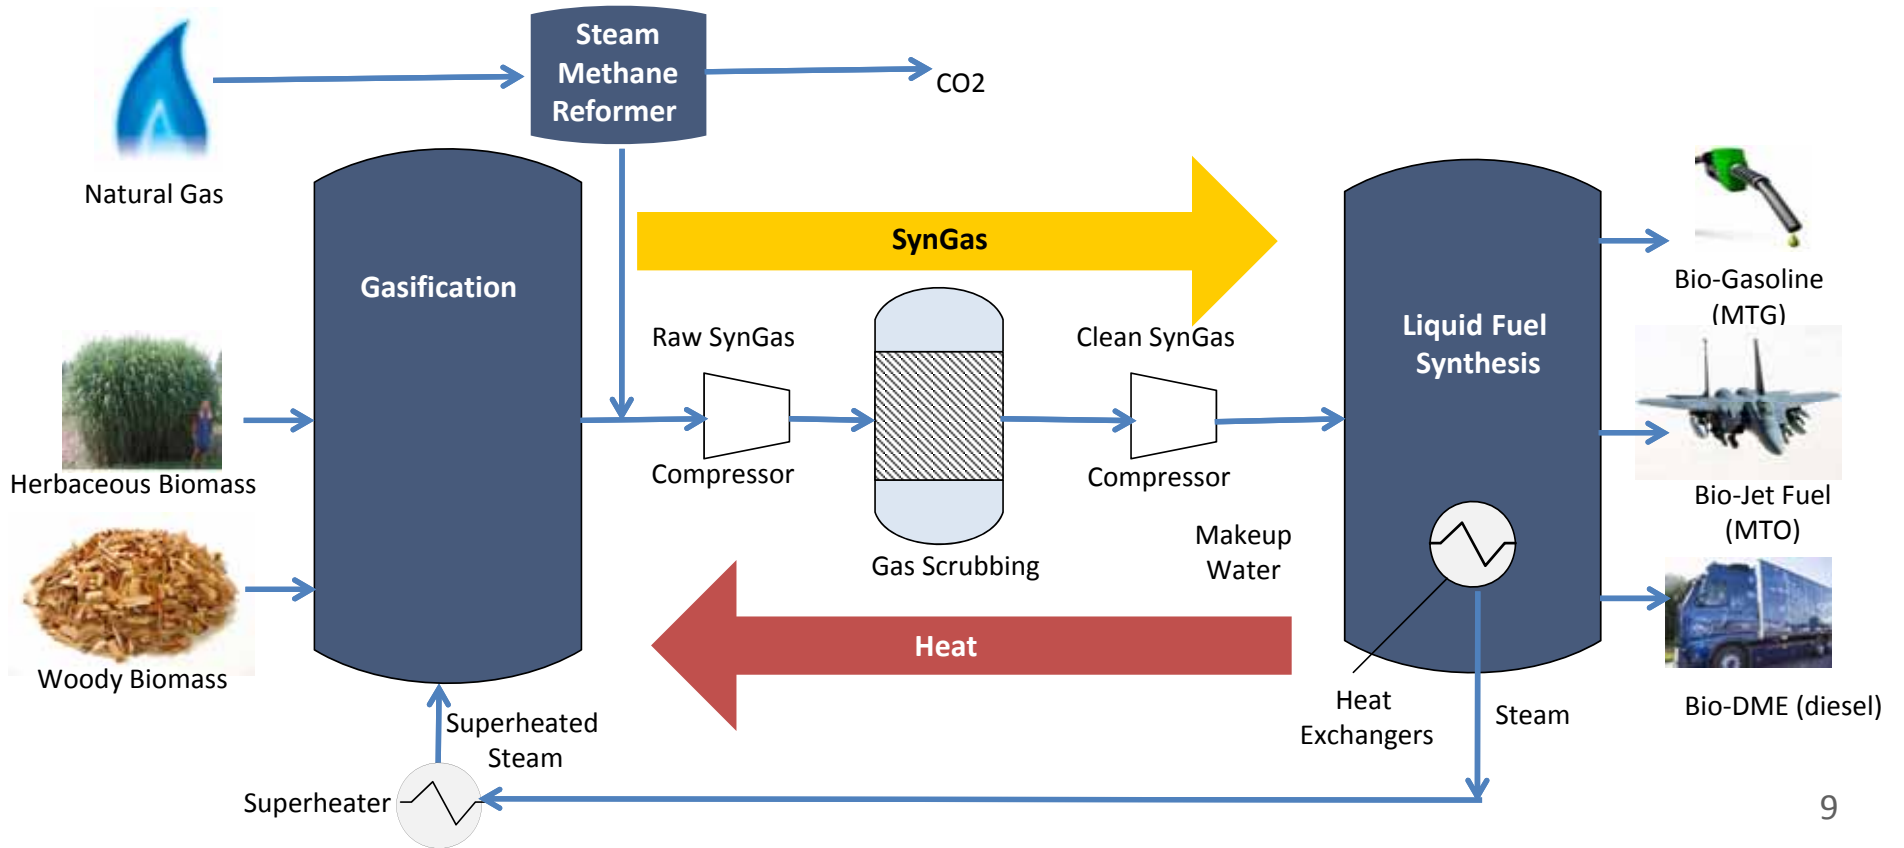 Steam
Methane
Reformer
CO2
Natural Gas
SynGas
Gasification
Bio-Gasoline
(MTG)
Raw SynGas
Clean SynGas
Liquid Fuel
Synthesis
Compressor
Compressor
Herbaceous Biomass
Bio-Jet Fuel
(MTO)
Makeup
Water
Gas Scrubbing
Heat
Woody Biomass
Heat
Exchangers
Steam
Bio-DME (diesel)
Superheated
Steam
Superheater
9